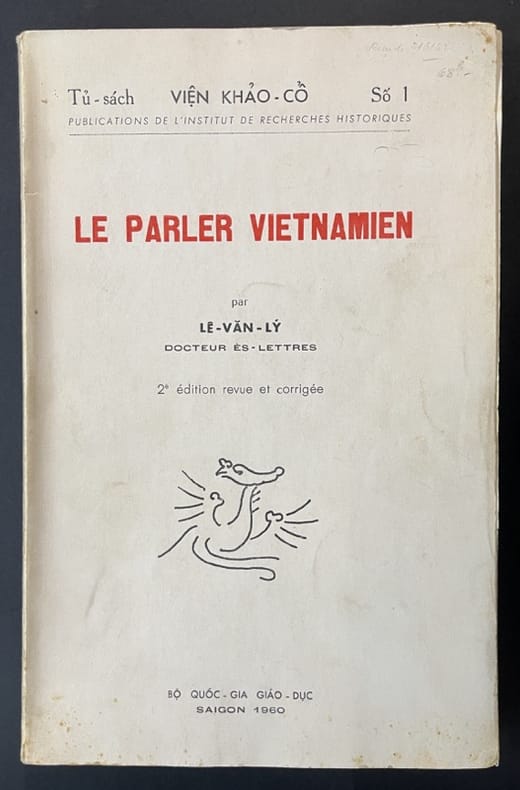 Tủ-sách VIỆN KHẢO-CỔ Số 1
PUBLICATIONS DE L'INSTITUT DE RECHERCHES HISTORIQUES
LE PARLER VIETNAMIEN
par
LÊ-VĂN-LÝ
DOCTEUR ÈS-LETTRES
2e édition revue et corrigée
BỘ QUỐC-GIA GIÁO-DỤC
SAIGON 1960